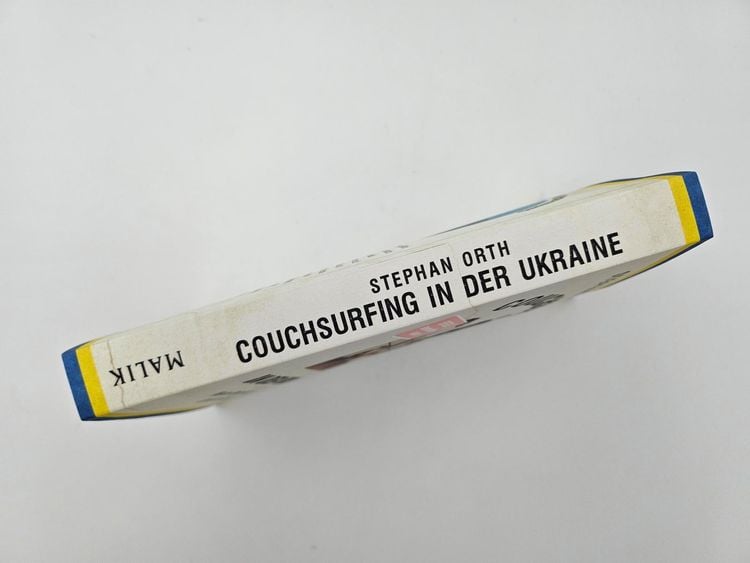 STEPHAN ORTH
COUCHSURFING IN DER UKRAINE
MALIK